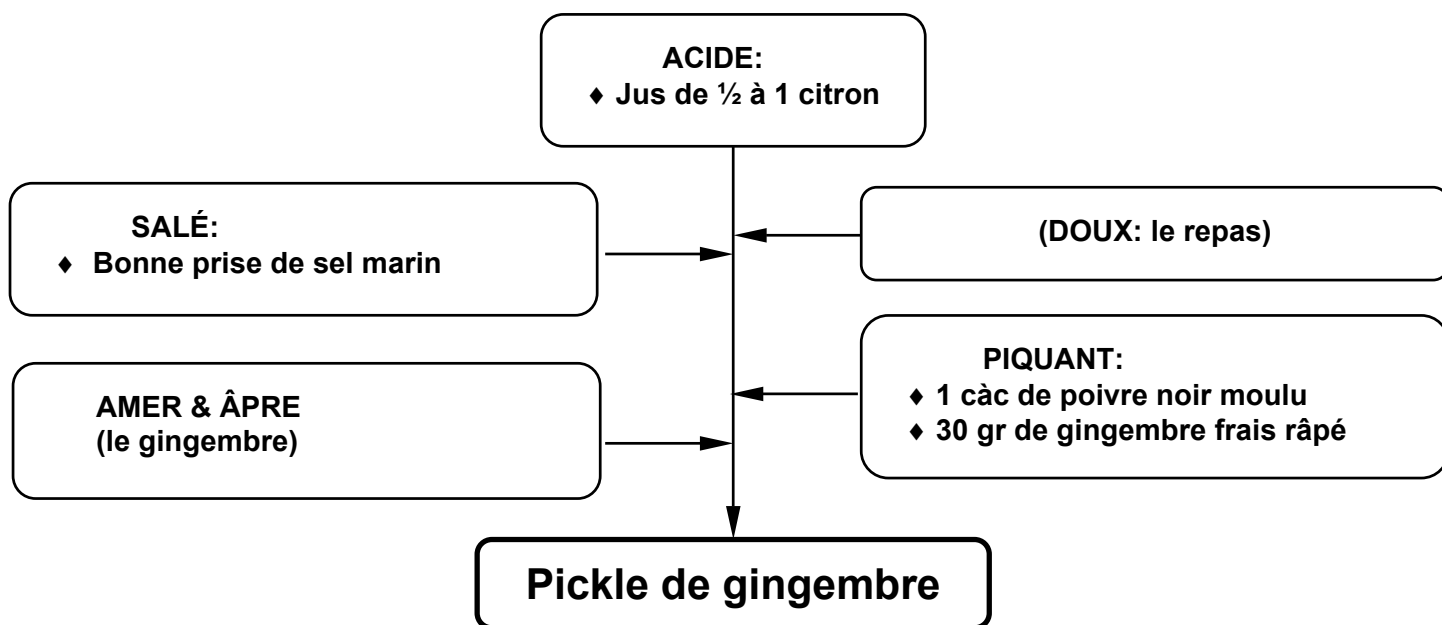 ACIDE:
♦ Jus de ½ à 1 citron
SALÉ:
♦ Bonne prise de sel marin
(DOUX: le repas)
AMER & ÂPRE
(le gingembre)
PIQUANT:
♦ 1 càc de poivre noir moulu
♦ 30 gr de gingembre frais râpé
Pickle de gingembre